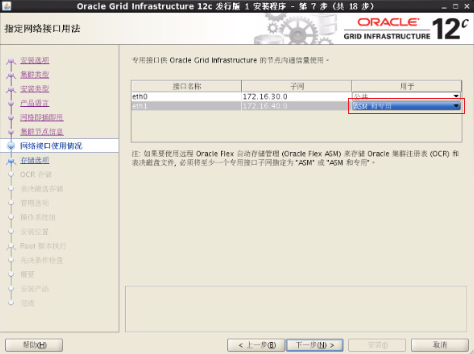 Oracle Grid Infrastructure 12c 发行版 1 安装程序 - 第 7 步 (共 18 步)
指定网络接口用法
ORACLE
GRID INFRASTRUCTURE 12c
安装选项
集群类型
安装类型
产品语言
网格即插即用
集群节点信息
网络接口使用情况
存储选项
OCR 存储
表决磁盘存储
管理选项
操作系统组
安装位置
Root 脚本执行
先决条件检查
概要
安装产品
完成
专用接口供 Oracle Grid Infrastructure 的节点间通信量使用。
接口名称 子网 用于
eth0 172.16.30.0 公共
eth1 172.16.40.0 ASM 和专用
注: 如果要使用远程 Oracle Flex 自动存储管理 (Oracle Flex ASM) 来存储 Oracle 集群注册表 (OCR) 和
表决磁盘文件, 必须将至少一个专用接口子网指定为 "ASM" 或 "ASM 和专用"。
帮助(H) < 上一步(B) 下一步(N) > 安装(I) 取消